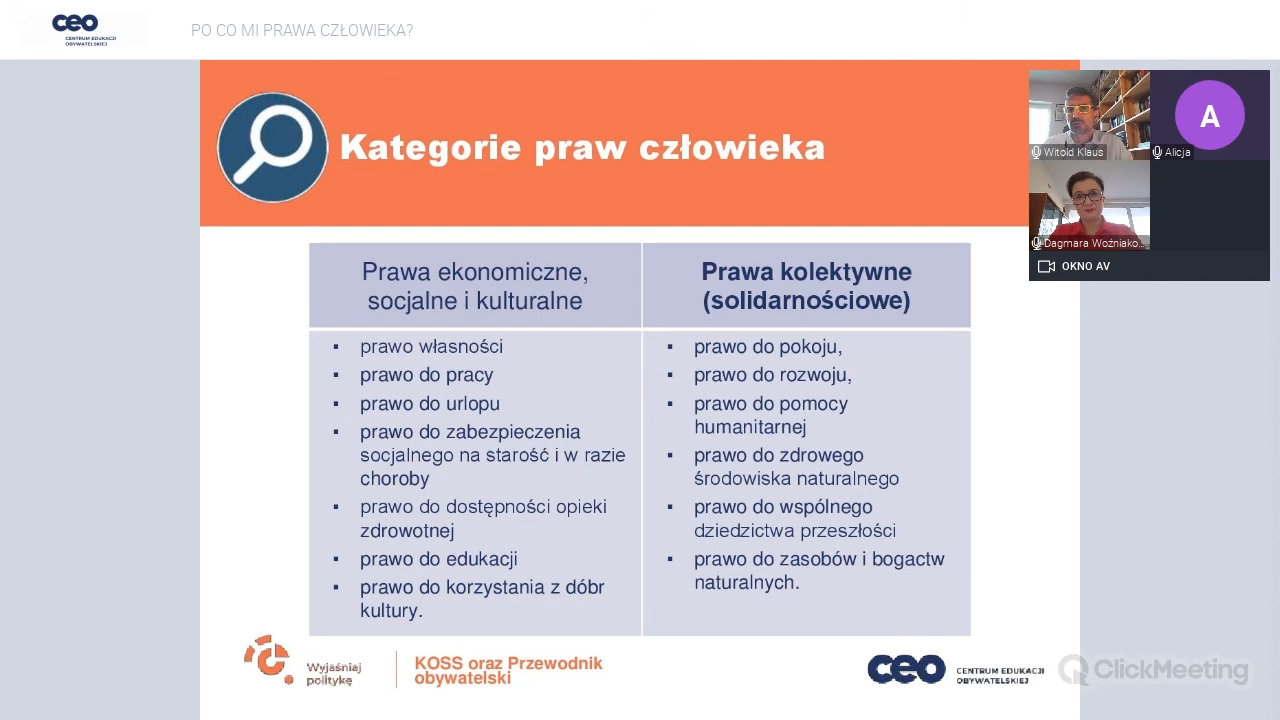 ceo
CENTRUM EDUKACJI
OBYWATELSKIEJ
PO CO MI PRAWA CZŁOWIEKA?
Kategorie praw człowieka
A
Witold Klaus
Alicja
Dagmara Woźniako...
OKNO AV
Prawa ekonomiczne,
socjalne i kulturalne
prawo własności
prawo do pracy
prawo do urlopu
prawo do zabezpieczenia
socjalnego na starość i w razie
choroby
prawo do dostępności opieki
zdrowotnej
prawo do edukacji
prawo do korzystania z dóbr
kultury.
Prawa kolektywne
(solidarnościowe)
prawo do pokoju,
prawo do rozwoju,
prawo do pomocy
humanitarnej
prawo do zdrowego
środowiska naturalnego
prawo do wspólnego
dziedzictwa przeszłości
prawo do zasobów i bogactw
naturalnych.
Wyjaśniaj
politykę
KOSS oraz Przewodnik
obywatelski
ceo
CENTRUM EDUKACJI
OBYWATELSKIEJ
ClickMeeting